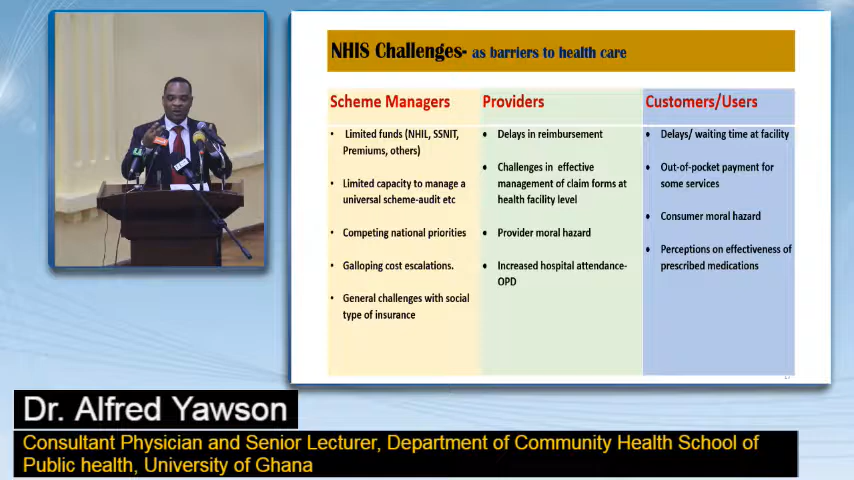 NHIS Challenges- as barriers to health care
Scheme Managers
• Limited funds (NHIL, SSNIT,
Premiums, others)
• Limited capacity to manage a
universal scheme-audit etc
• Competing national priorities
• Galloping cost escalations.
• General challenges with social
type of insurance
Providers
• Delays in reimbursement
• Challenges in effective
management of claim forms at
health facility level
• Provider moral hazard
• Increased hospital attendance-
OPD
Customers/Users
• Delays/ waiting time at facility
• Out-of-pocket payment for
some services
• Consumer moral hazard
• Perceptions on effectiveness of
prescribed medications
Dr. Alfred Yawson
Consultant Physician and Senior Lecturer, Department of Community Health School of
Public health, University of Ghana